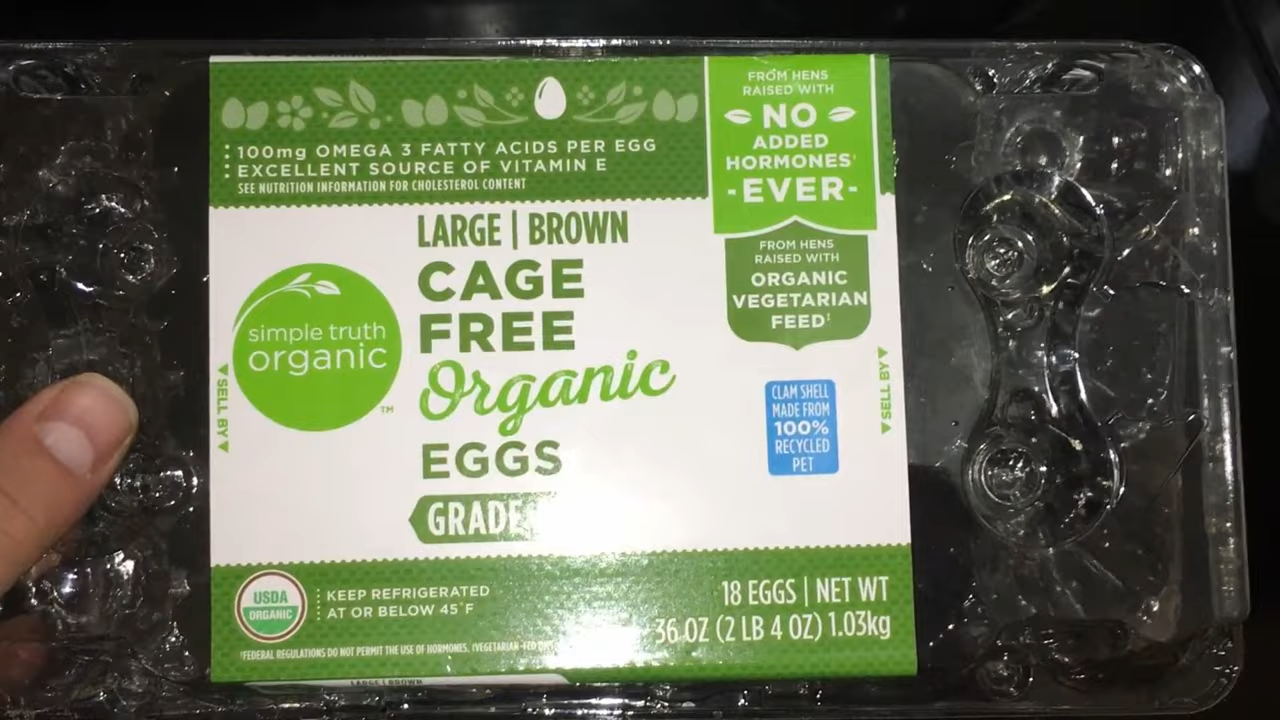 100mg OMEGA 3 FATTY ACIDS PER EGG
EXCELLENT SOURCE OF VITAMIN E
SEE NUTRITION INFORMATION FOR CHOLESTEROL CONTENT
FROM HENS
RAISED WITH
NO
ADDED
HORMONES†
-EVER-
FROM HENS
RAISED WITH
ORGANIC
VEGETARIAN
FEED‡
LARGE | BROWN
CAGE
FREE
Organic
EGGS
GRADE
simple truth
organic
TM
SELL BY
CLAM SHELL
MADE FROM
100%
RECYCLED
PET
SELL BY
USDA
ORGANIC
KEEP REFRIGERATED
AT OR BELOW 45°F
18 EGGS | NET WT
36 OZ (2 LB 4 OZ) 1.03kg
†FEDERAL REGULATIONS DO NOT PERMIT THE USE OF HORMONES. ‡VEGETARIAN-FED
LARGE | BROWN